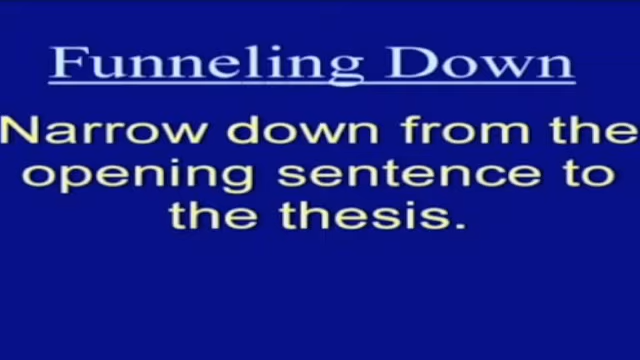 Funneling Down
Narrow down from the
opening sentence to
the thesis.